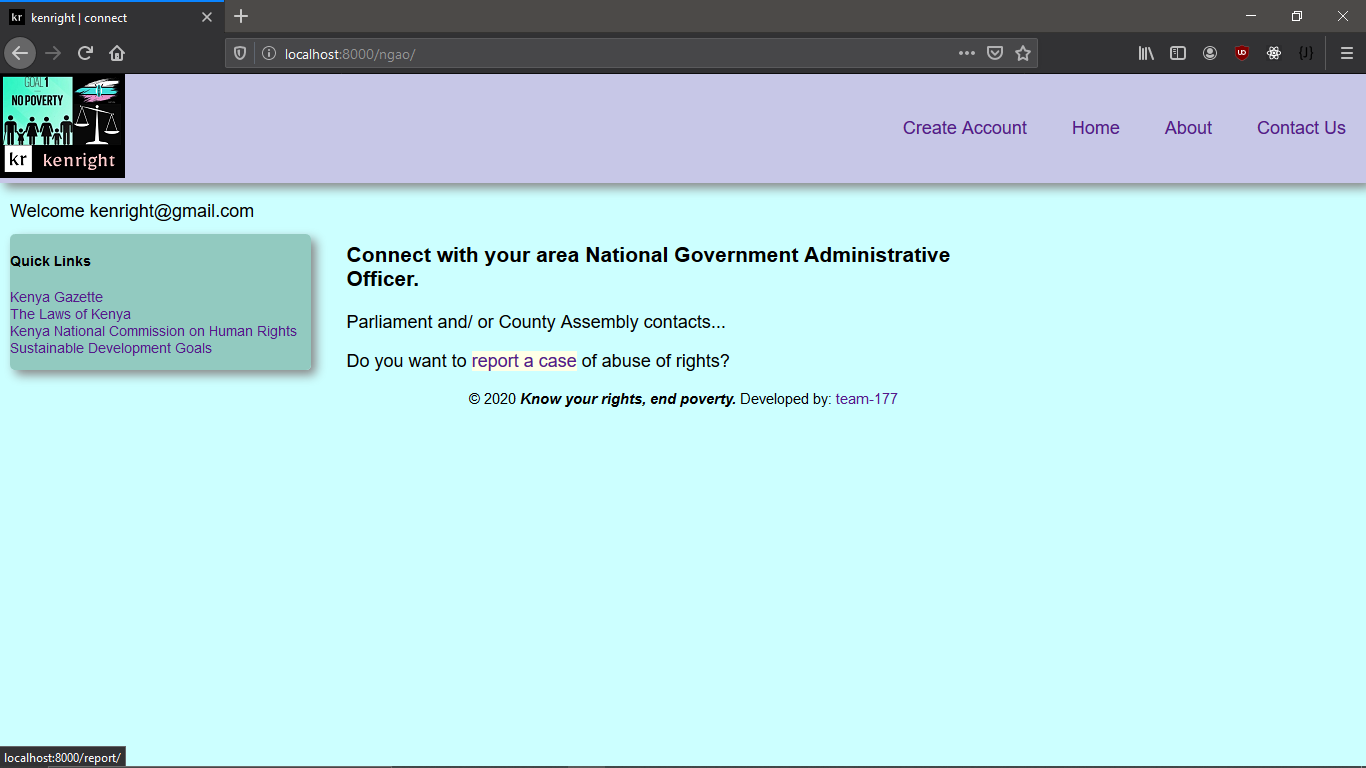 kr kenright | connect
localhost:8000/ngao/
GOAL 1
NO POVERTY
kr kenright
Create Account Home About Contact Us
Welcome kenright@gmail.com
Quick Links
Kenya Gazette
The Laws of Kenya
Kenya National Commission on Human Rights
Sustainable Development Goals
Connect with your area National Government Administrative
Officer.
Parliament and/ or County Assembly contacts...
Do you want to report a case of abuse of rights?
© 2020 Know your rights, end poverty. Developed by: team-177
localhost:8000/report/